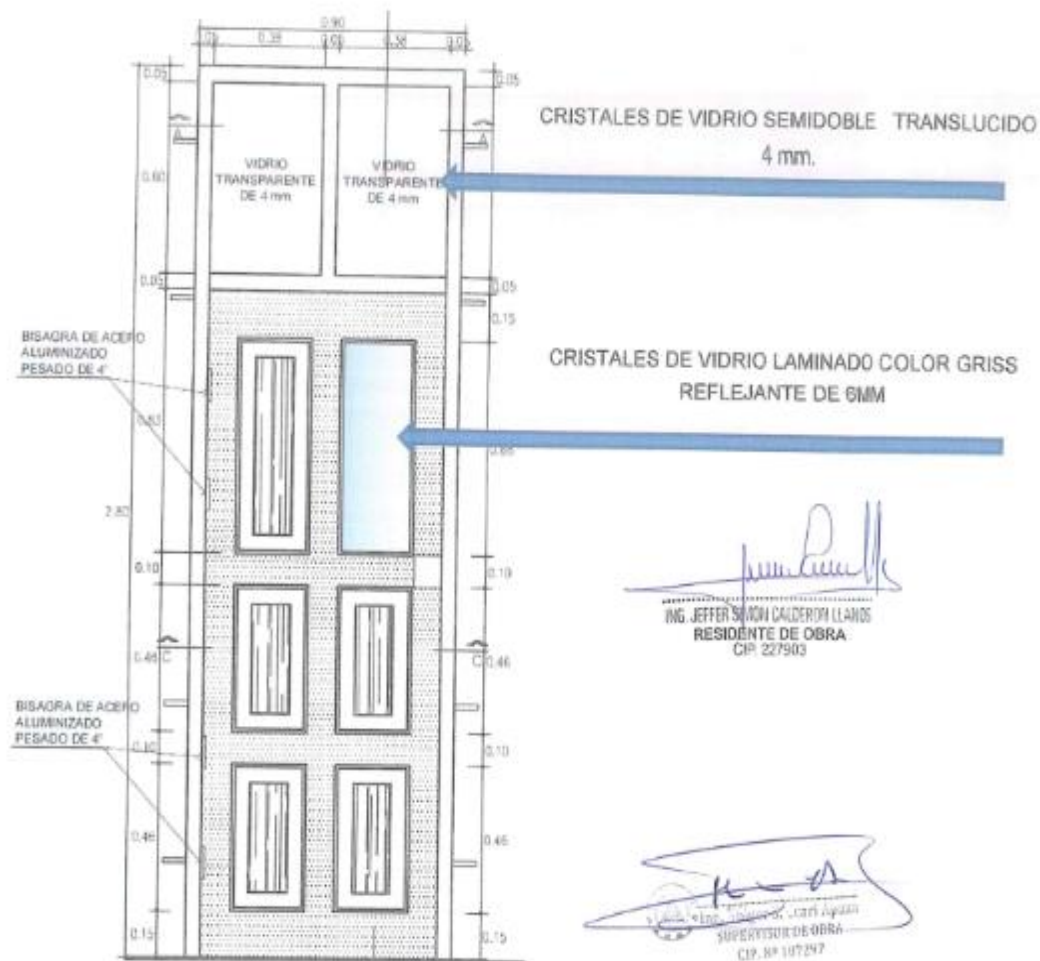 0.90
0.05 0.38 0.05 0.38 0.05
0.05
0.05
CRISTALES DE VIDRIO SEMIDOBLE TRANSLUCIDO
4 mm.
A
A
0.60
VIDRIO
TRANSPARENTE
DE 4 mm
VIDRIO
TRANSPARENTE
DE 4 mm
0.05
0.05
0.15
BISAGRA DE ACERO
ALUMINIZADO
PESADO DE 4"
CRISTALES DE VIDRIO LAMINADO COLOR GRISS
REFLEJANTE DE 6MM
2.80
0.10
0.10
ING. JEFFER SIMON CALDERON LLANOS
RESIDENTE DE OBRA
CIP. 227903
0.46
C
C
0.46
BISAGRA DE ACERO
ALUMINIZADO
PESADO DE 4"
0.10
0.10
0.46
0.46
0.15
0.15
Ing.
SUPERVISOR DE OBRA
CIP. Nº 107297